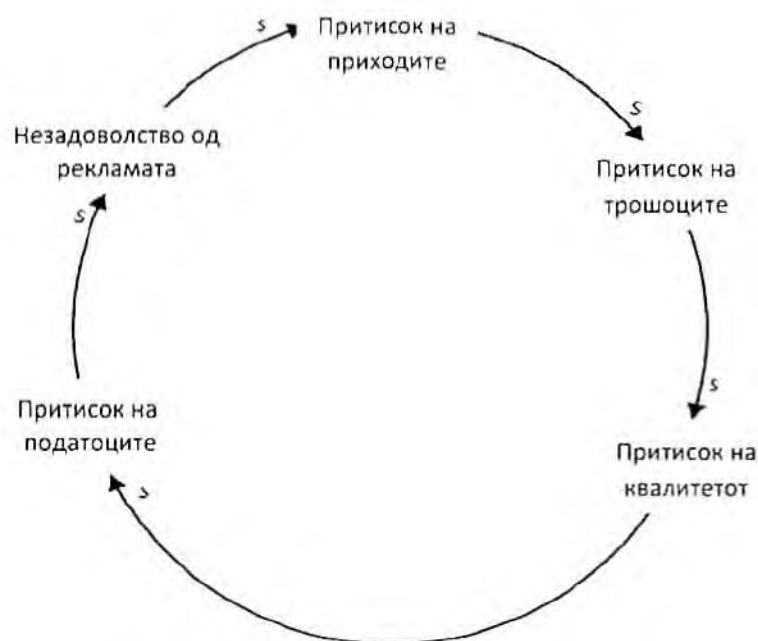 s
Притисок на
приходите
s
Притисок на
трошоците
s
Притисок на
квалитетот
s
Притисок на
податоците
s
Незадоволство од
рекламата